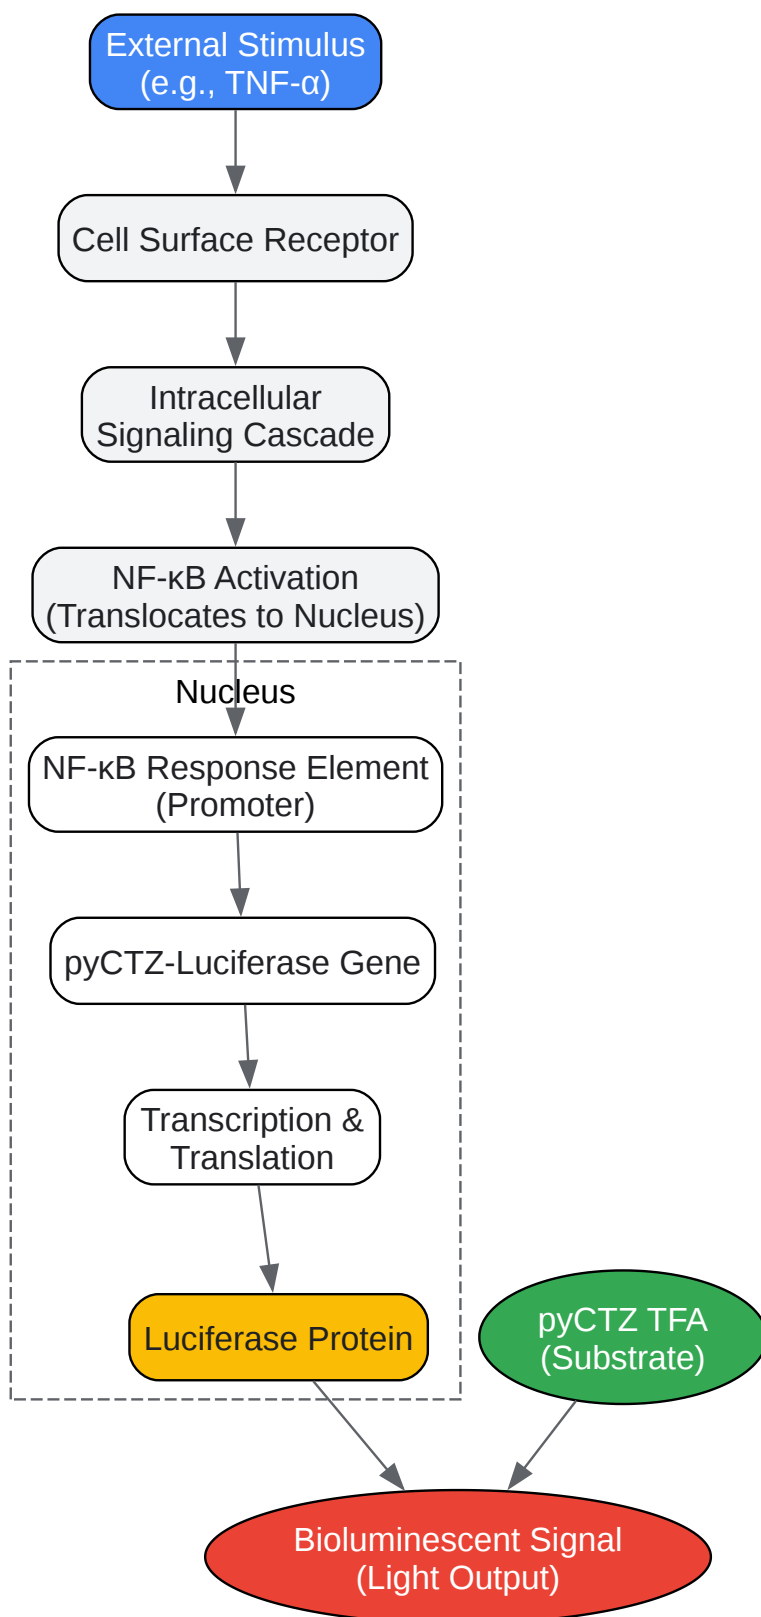 External Stimulus
(e.g., TNF-α)
Cell Surface Receptor
Intracellular
Signaling Cascade
NF-κB Activation
(Translocates to Nucleus)
Nucleus
NF-κB Response Element
(Promoter)
pyCTZ-Luciferase Gene
Transcription &
Translation
Luciferase Protein
pyCTZ TFA
(Substrate)
Bioluminescent Signal
(Light Output)